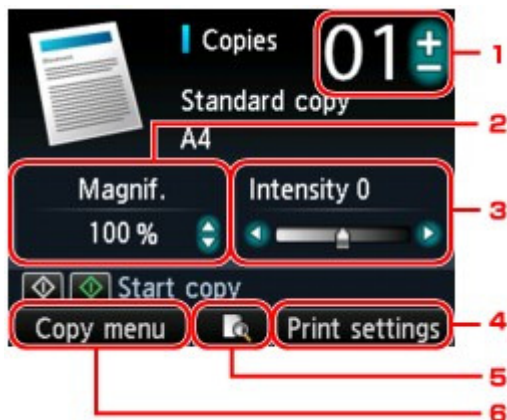 Copies
01
+
-
1
Standard copy
2
A4
Magnif.
Intensity 0
3
100 %
Start copy
Copy menu
Print settings
4
5
6